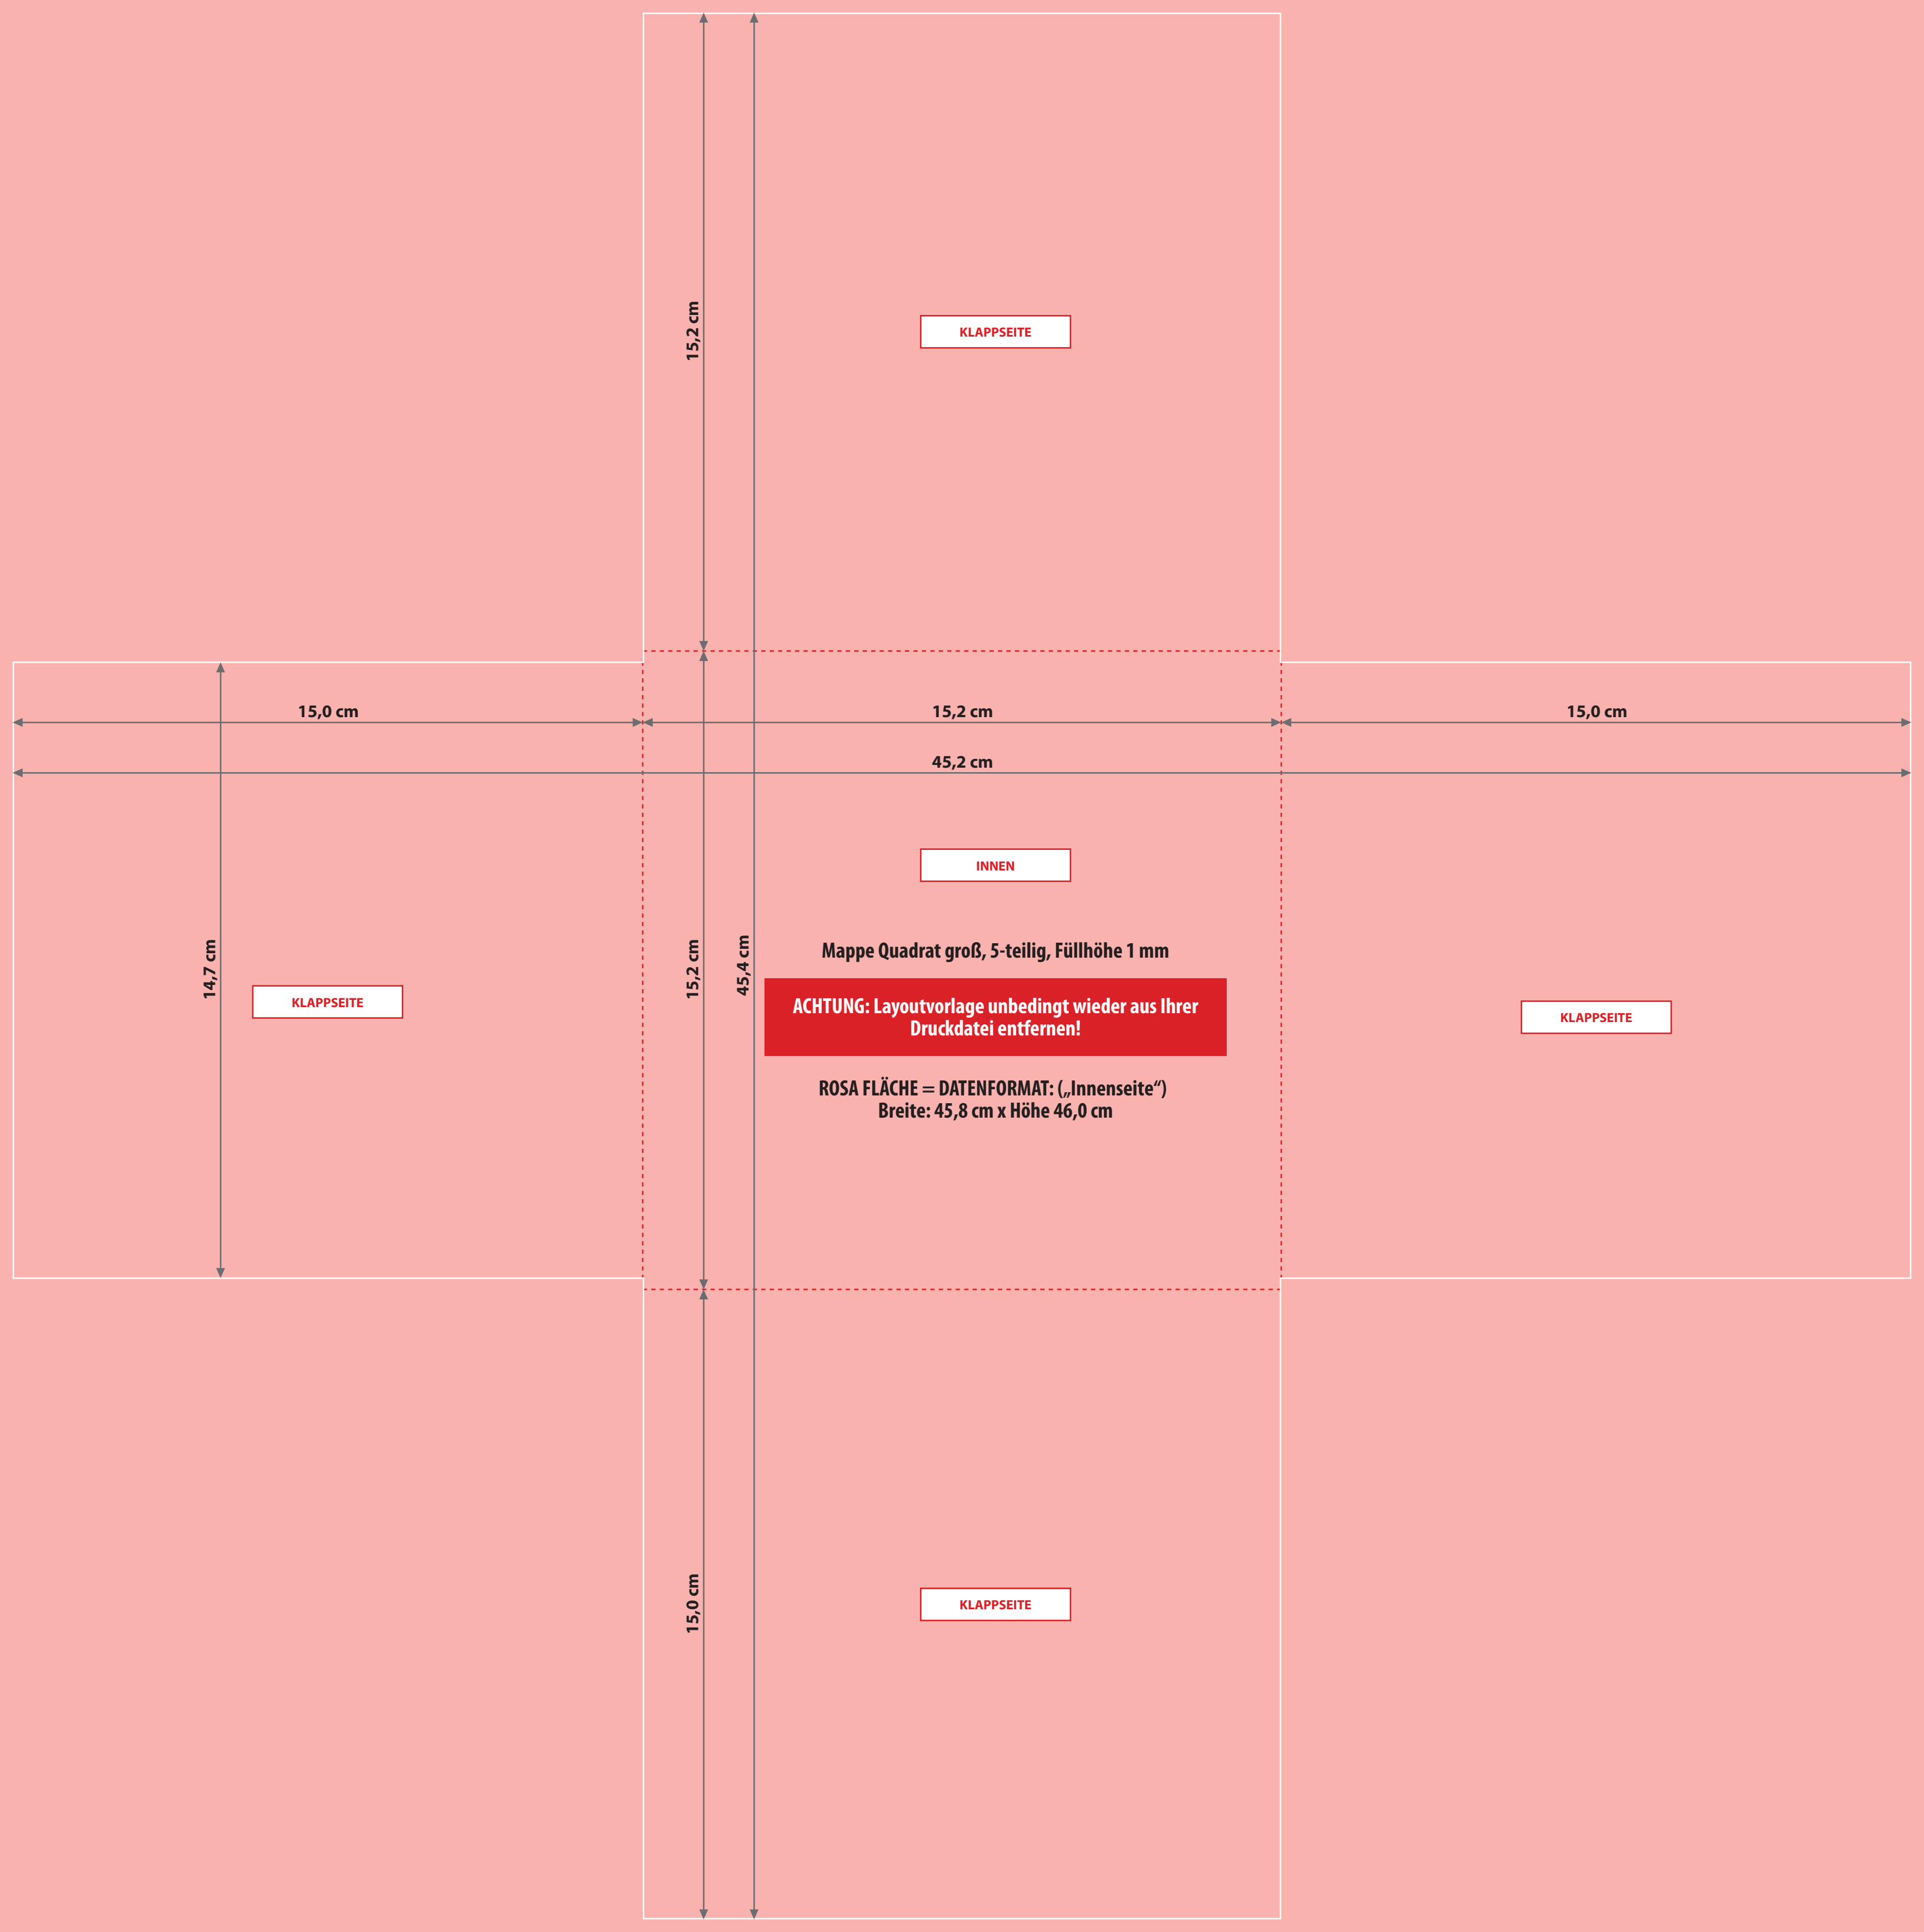 15,2 cm
KLAPPSEITE
15,0 cm
15,2 cm
15,0 cm
45,2 cm
INNEN
14,7 cm
KLAPPSEITE
15,2 cm
45,4 cm
Mappe Quadrat groß, 5-teilig, Füllhöhe 1 mm
ACHTUNG: Layoutvorlage unbedingt wieder aus Ihrer
Druckdatei entfernen!
KLAPPSEITE
ROSA FLÄCHE = DATENFORMAT: („Innenseite“)
Breite: 45,8 cm x Höhe 46,0 cm
15,0 cm
KLAPPSEITE